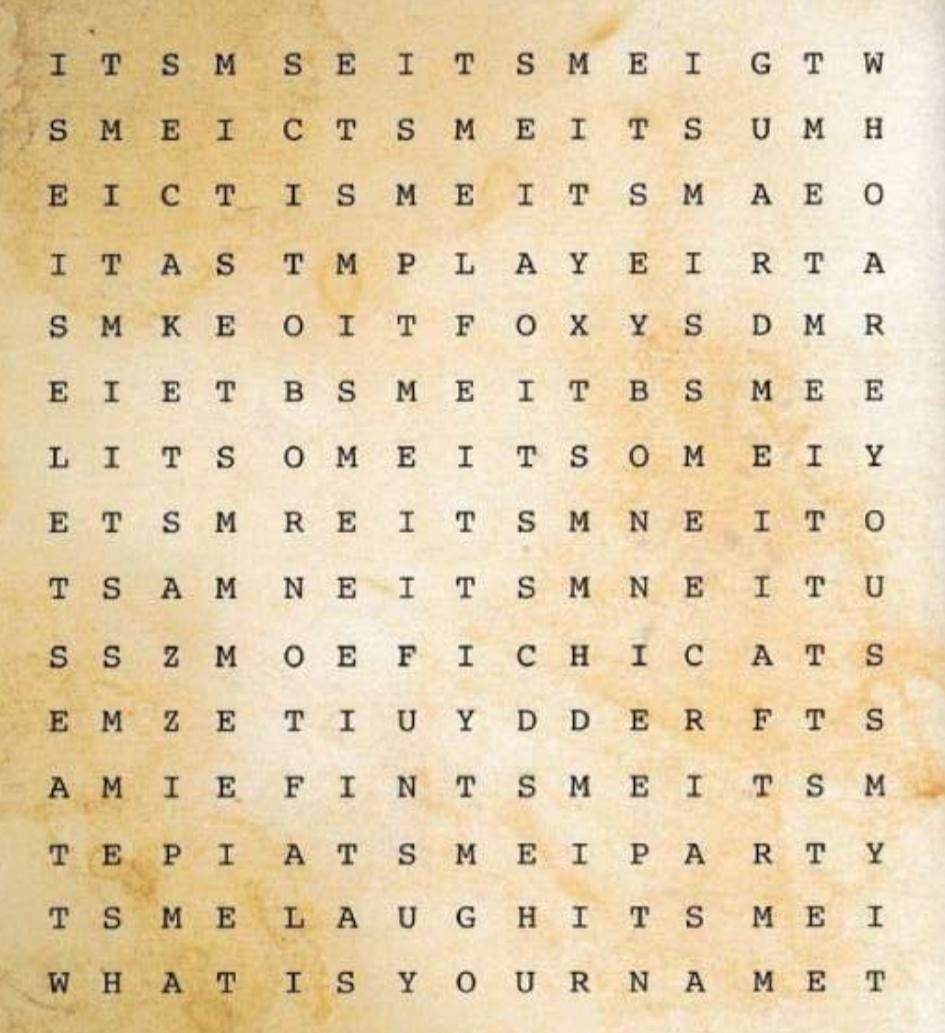 I T S M S E I T S M E I G T W
S M E I C T S M E I T S U M H
E I C T I S M E I T S M A E O
I T A S T M P L A Y E I R T A
S M K E O I T F O X Y S D M R
E I E T B S M E I T B S M E E
L I T S O M E I T S O M E I Y
E T S M R E I T S M N E I T O
T S A M N E I T S M N E I T U
S S Z M O E F I C H I C A T S
E M Z E T I U Y D D E R F T S
A M I E F I N T S M E I T S M
T E P I A T S M E I P A R T Y
T S M E L A U G H I T S M E I
W H A T I S Y O U R N A M E T